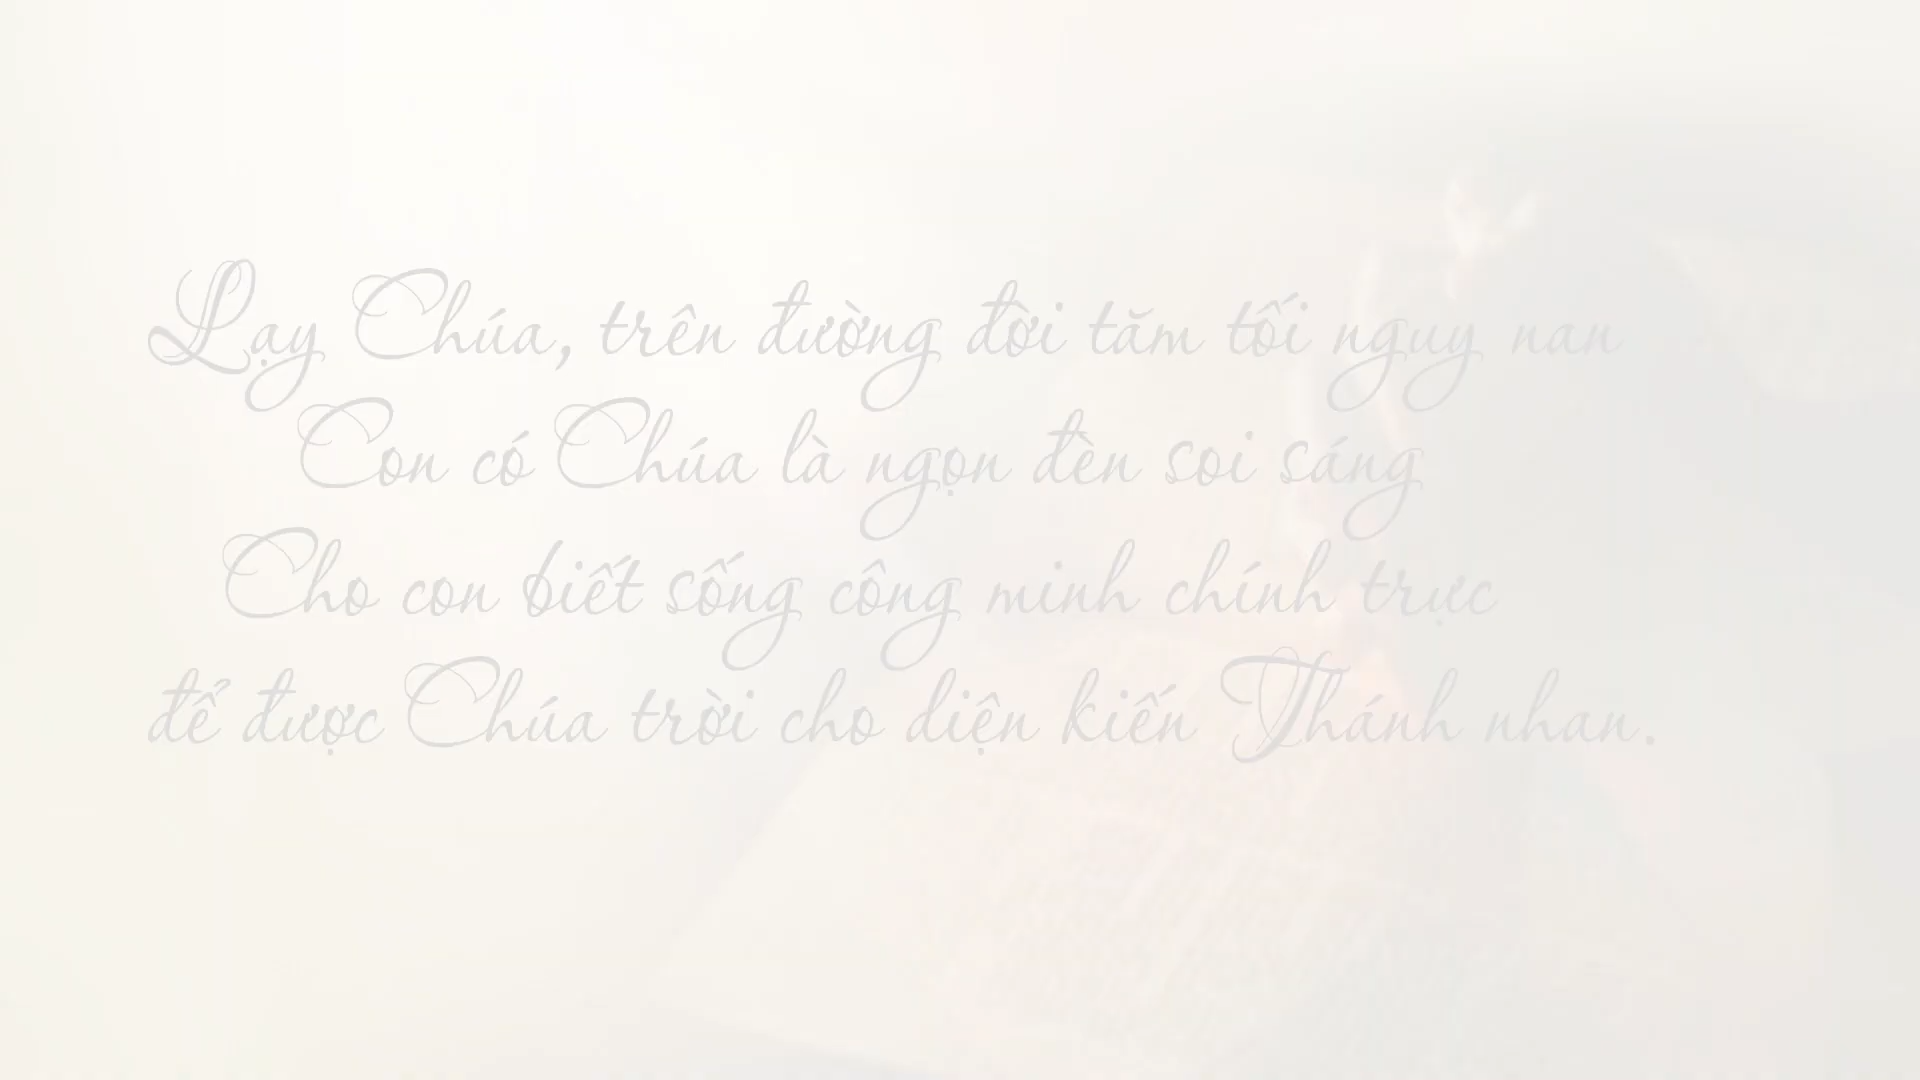 Lạy Chúa, trên đường đời tăm tối nguy nan
Con có Chúa là ngọn đèn soi sáng
Cho con biết sống công minh chính trực
để được Chúa trời cho diện kiến Thánh nhan.